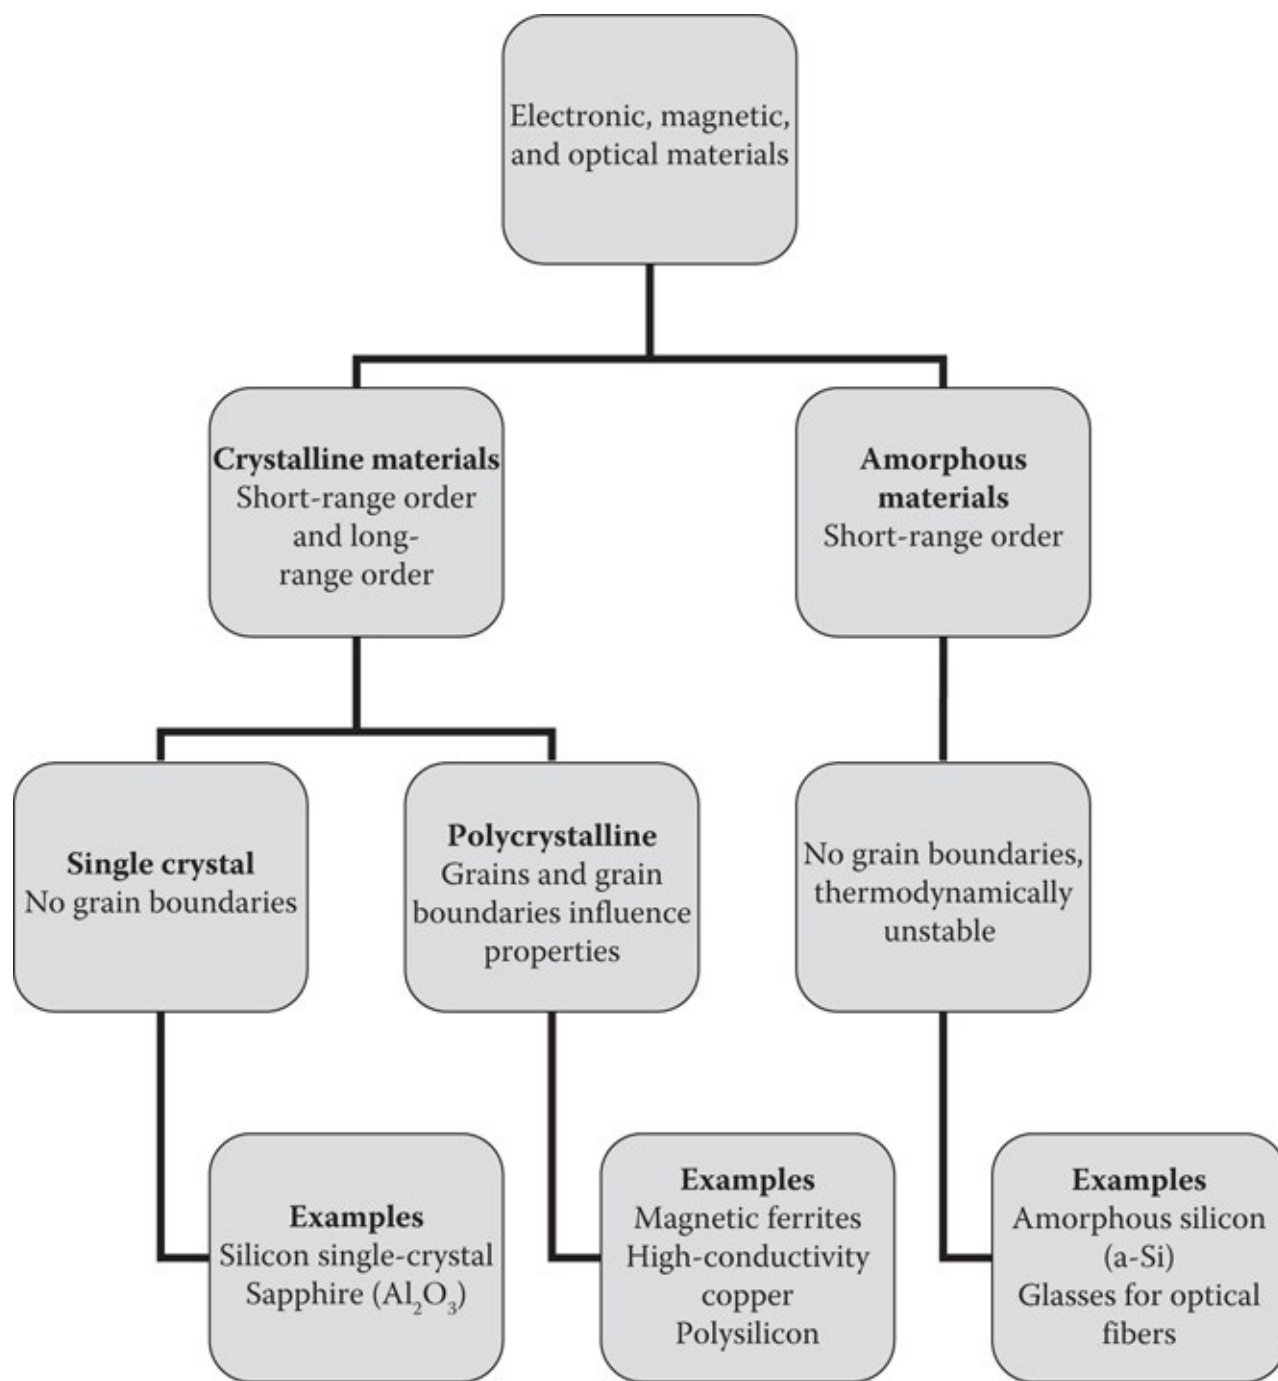 Electronic, magnetic,
and optical materials
Crystalline materials
Short-range order
and long-
range order
Amorphous
materials
Short-range order
Single crystal
No grain boundaries
Polycrystalline
Grains and grain
boundaries influence
properties
No grain boundaries,
thermodynamically
unstable
Examples
Silicon single-crystal
Sapphire (Al₂O₃)
Examples
Magnetic ferrites
High-conductivity
copper
Polysilicon
Examples
Amorphous silicon
(a-Si)
Glasses for optical
fibers